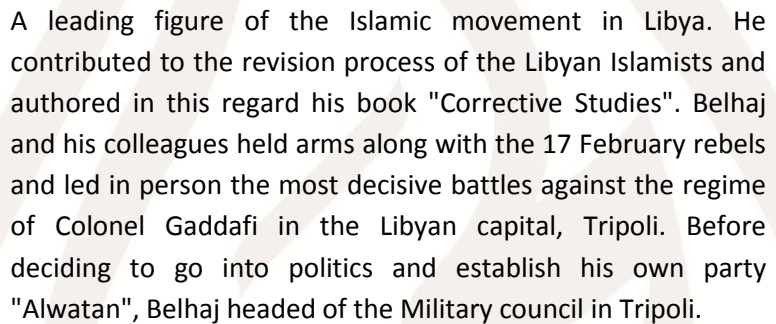 A leading figure of the Islamic movement in Libya. He
contributed to the revision process of the Libyan Islamists and
authored in this regard his book "Corrective Studies". Belhaj
and his colleagues held arms along with the 17 February rebels
and led in person the most decisive battles against the regime
of Colonel Gaddafi in the Libyan capital, Tripoli. Before
deciding to go into politics and establish his own party
"Alwatan", Belhaj headed of the Military council in Tripoli.